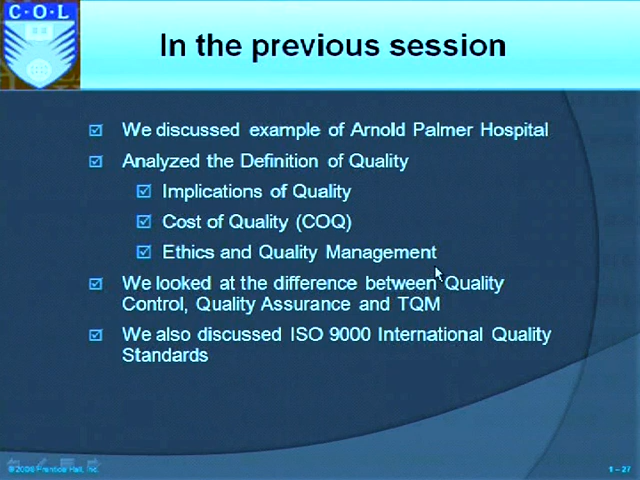 C·O·L
In the previous session
We discussed example of Arnold Palmer Hospital
Analyzed the Definition of Quality
Implications of Quality
Cost of Quality (COQ)
Ethics and Quality Management
We looked at the difference between Quality
Control, Quality Assurance and TQM
We also discussed ISO 9000 International Quality
Standards
© 2006 Prentice Hall, Inc.
1 – 27